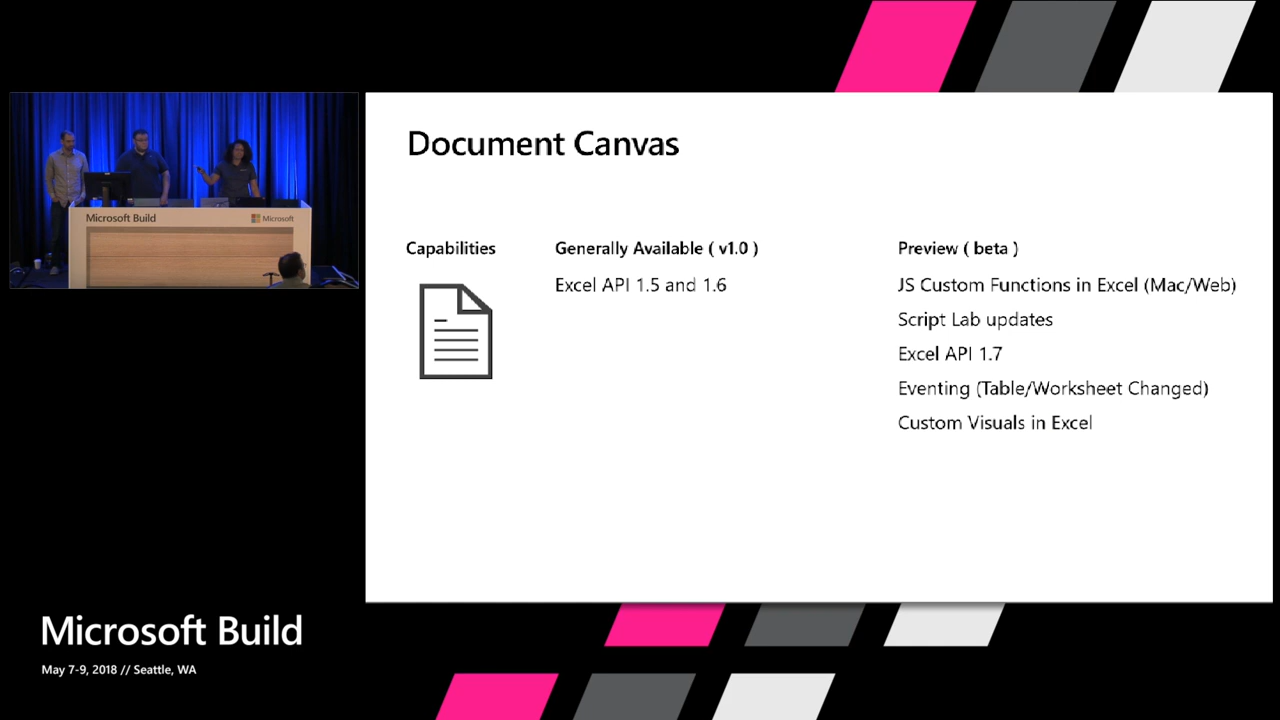 Document Canvas
Microsoft Build
Microsoft
Capabilities
Generally Available ( v1.0 )
Excel API 1.5 and 1.6
Preview ( beta )
JS Custom Functions in Excel (Mac/Web)
Script Lab updates
Excel API 1.7
Eventing (Table/Worksheet Changed)
Custom Visuals in Excel
Microsoft Build
May 7-9, 2018 // Seattle, WA